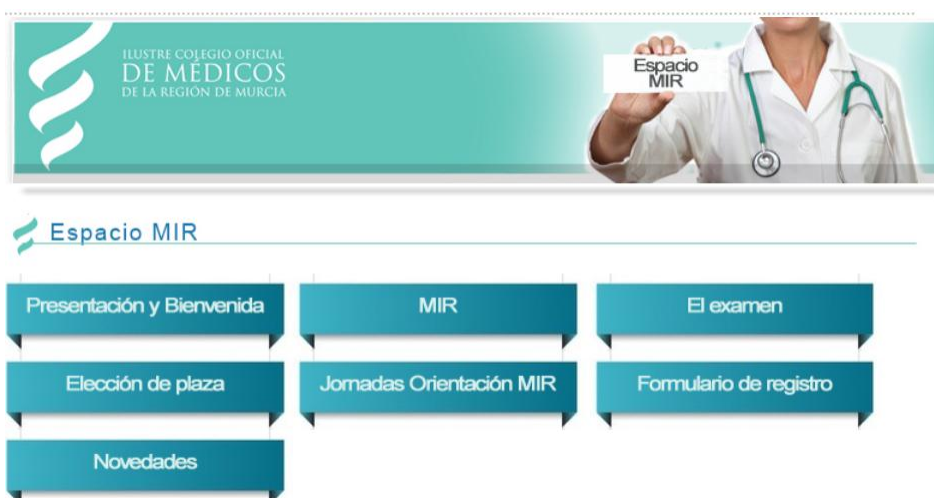 ILUSTRE COLEGIO OFICIAL
DE MÉDICOS
DE LA REGIÓN DE MURCIA
Espacio
MIR
Espacio MIR
Presentación y Bienvenida
MIR
El examen
Elección de plaza
Jornadas Orientación MIR
Formulario de registro
Novedades